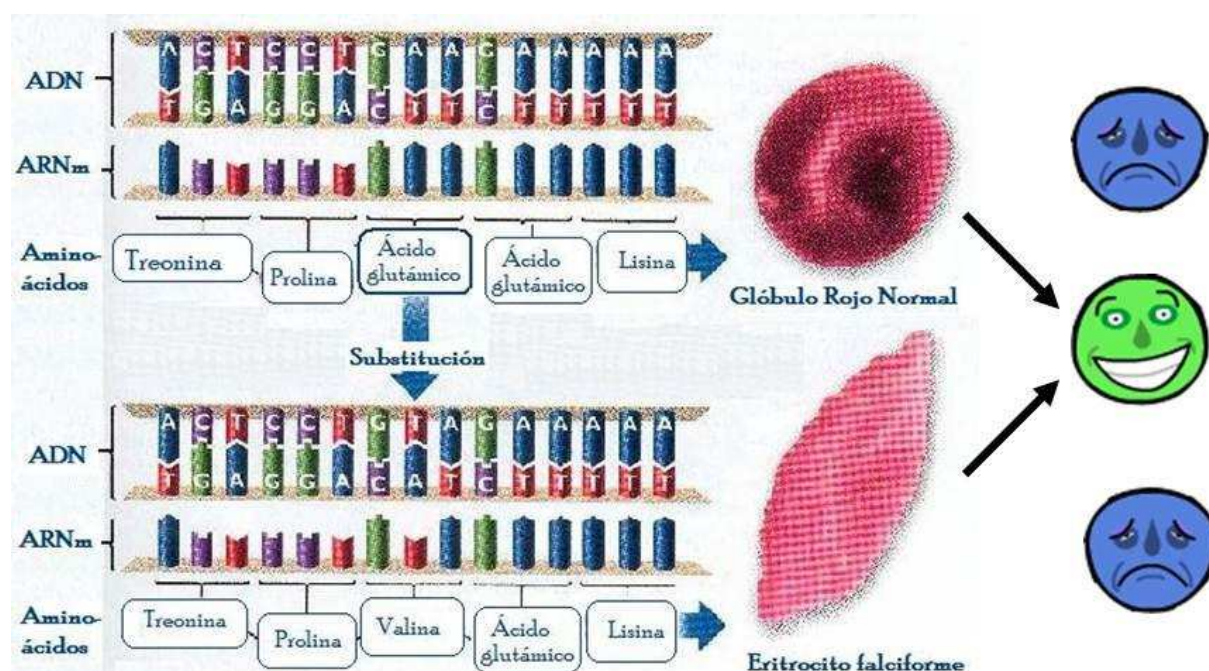 A C T C C T G A A G A A A A A
ADN
T G A G G A C T T C T T T T T
ARNm
Amino-
ácidos
Treonina
Prolina
Ácido
glutámico
Ácido
glutámico
Lisina
Glóbulo Rojo Normal
Substitución
A C T C C T G T A G A A A A A
ADN
T G A G G A C A T C T T T T T
ARNm
Amino-
ácidos
Treonina
Prolina
Valina
Ácido
glutámico
Lisina
Eritrocito falciforme